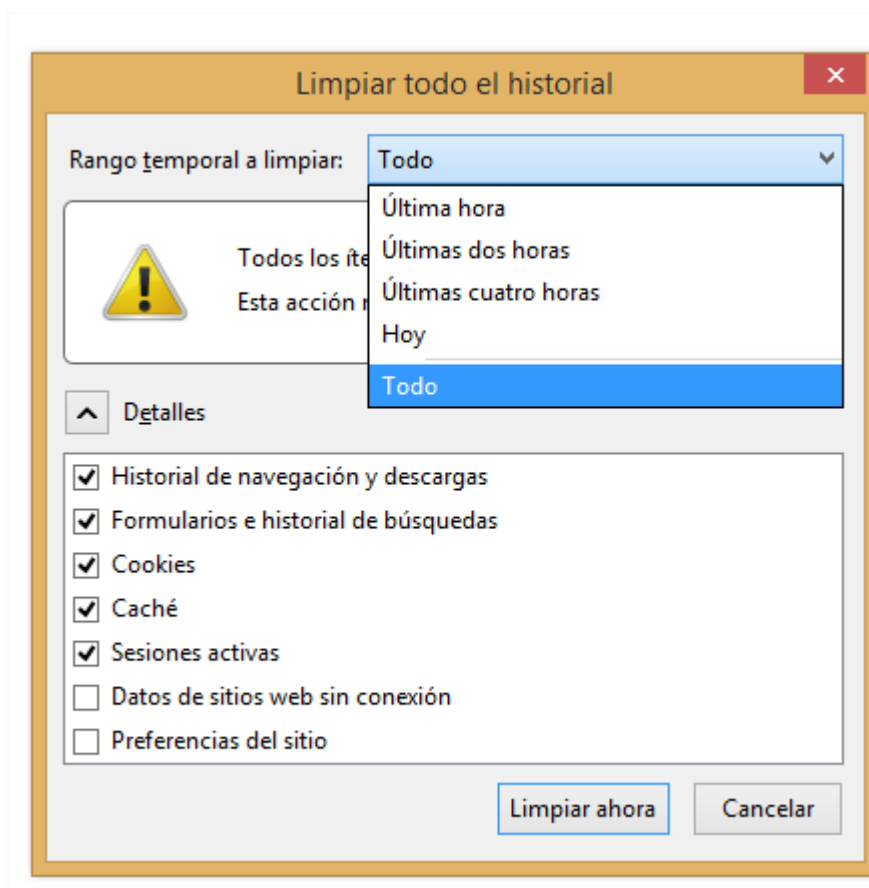 Limpiar todo el historial
Rango temporal a limpiar: Todo
Última hora
Últimas dos horas
Últimas cuatro horas
Hoy
Todo
Todos los
Esta acción
Detalles
Historial de navegación y descargas
Formularios e historial de búsquedas
Cookies
Caché
Sesiones activas
Datos de sitios web sin conexión
Preferencias del sitio
Limpiar ahora Cancelar